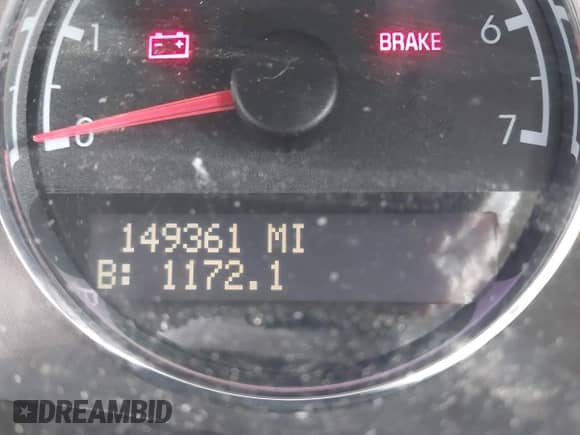 1 BRAKE 6
0 7
149361 MI
B: 1172.1
DREAMBID